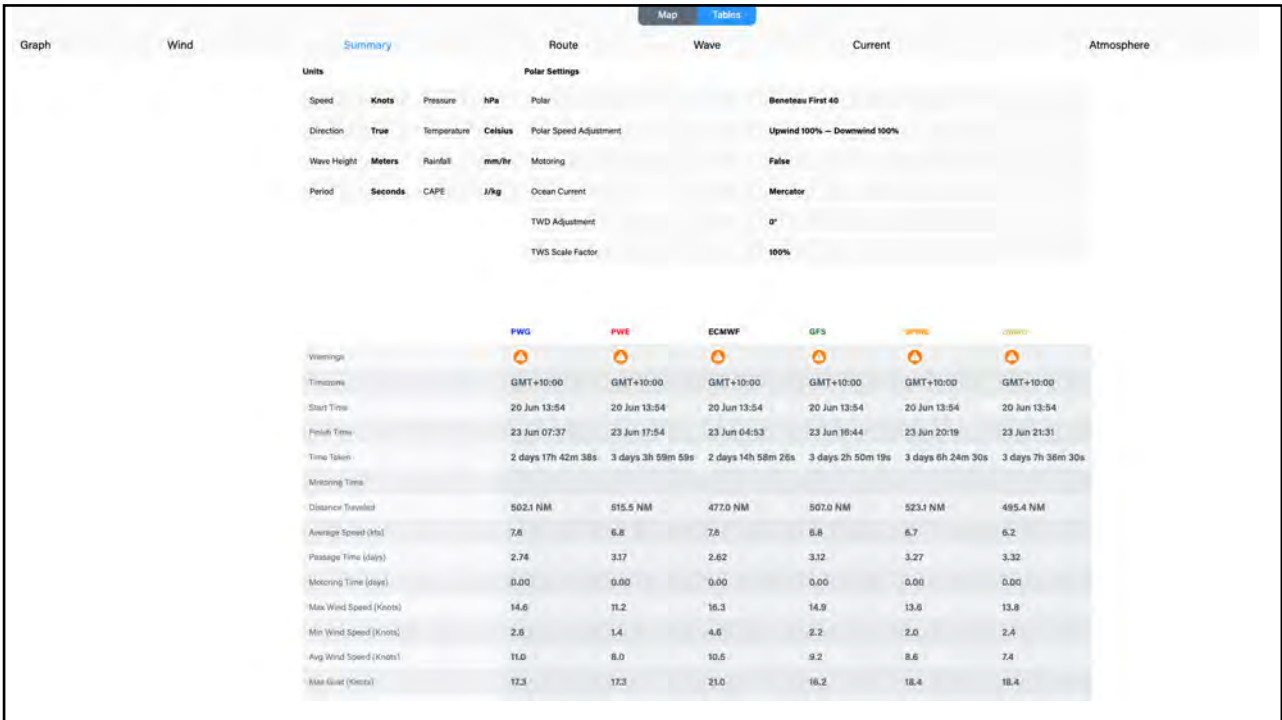 Map Tables
Graph Wind Summary Route Wave Current Atmosphere
Units Polar Settings
Speed Knots Pressure hPa Polar Beneteau First 40
Direction True Temperature Celsius Polar Speed Adjustment Upwind 100% — Downwind 100%
Wave Height Meters Rainfall mm/hr Motoring False
Period Seconds CAPE J/kg Ocean Current Mercator
TWD Adjustment 0°
TWS Scale Factor 100%
PWG PWE ECMWF GFS SPIRE UKMO
Warnings
Timezone GMT+10:00 GMT+10:00 GMT+10:00 GMT+10:00 GMT+10:00 GMT+10:00
Start Time 20 Jun 13:54 20 Jun 13:54 20 Jun 13:54 20 Jun 13:54 20 Jun 13:54 20 Jun 13:54
Finish Time 23 Jun 07:37 23 Jun 17:54 23 Jun 04:53 23 Jun 16:44 23 Jun 20:19 23 Jun 21:31
Time Taken 2 days 17h 42m 38s 3 days 3h 59m 59s 2 days 14h 58m 26s 3 days 2h 50m 19s 3 days 6h 24m 30s 3 days 7h 36m 30s
Motoring Time
Distance Travelled 502.1 NM 515.5 NM 477.0 NM 507.0 NM 523.1 NM 495.4 NM
Average Speed (kts) 7.6 6.8 7.6 6.8 6.7 6.2
Passage Time (days) 2.74 3.17 2.62 3.12 3.27 3.32
Motoring Time (days) 0.00 0.00 0.00 0.00 0.00 0.00
Max Wind Speed (Knots) 14.6 11.2 16.3 14.9 13.6 13.8
Min Wind Speed (Knots) 2.8 1.4 4.6 2.2 2.0 2.4
Avg Wind Speed (Knots) 11.0 8.0 10.5 9.2 8.6 7.4
Max Gust (Knots) 17.3 17.3 21.0 16.2 18.4 18.4